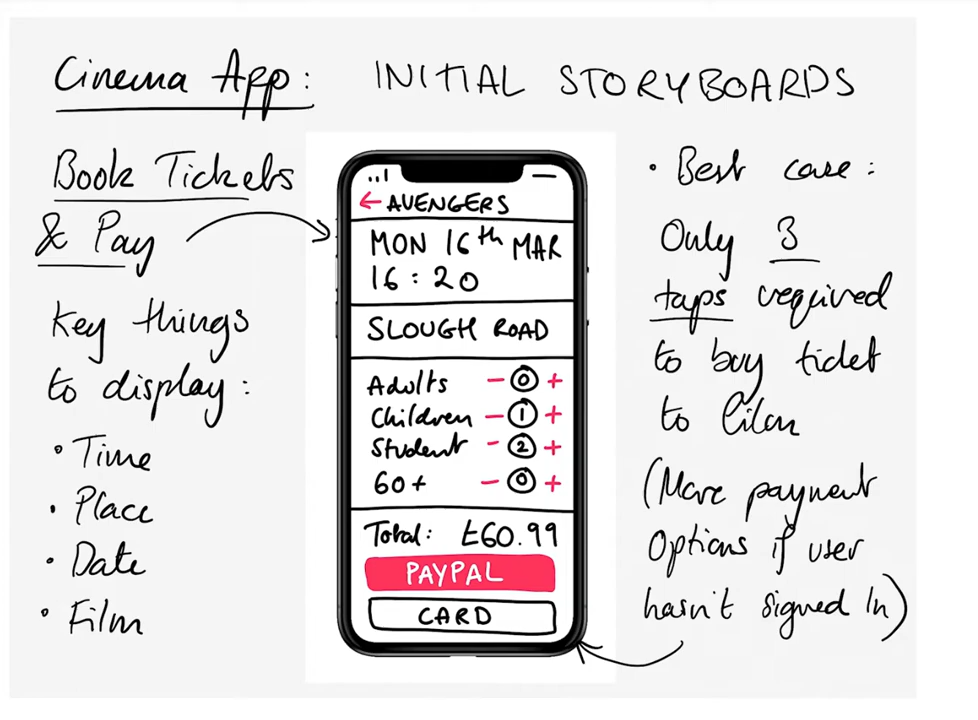 Cinema App: INITIAL STORYBOARDS
Book Tickets
& Pay
Key things
to display:
• Time
• Place
• Date
• Film
← AVENGERS
MON 16th MAR
16:20
SLOUGH ROAD
Adults - 0 +
Children - 1 +
Student - 2 +
60+ - 0 +
Total: £60.99
PAYPAL
CARD
• Best case:
Only 3
taps required
to buy ticket
to film
(More payment
options if user
hasn't signed In)